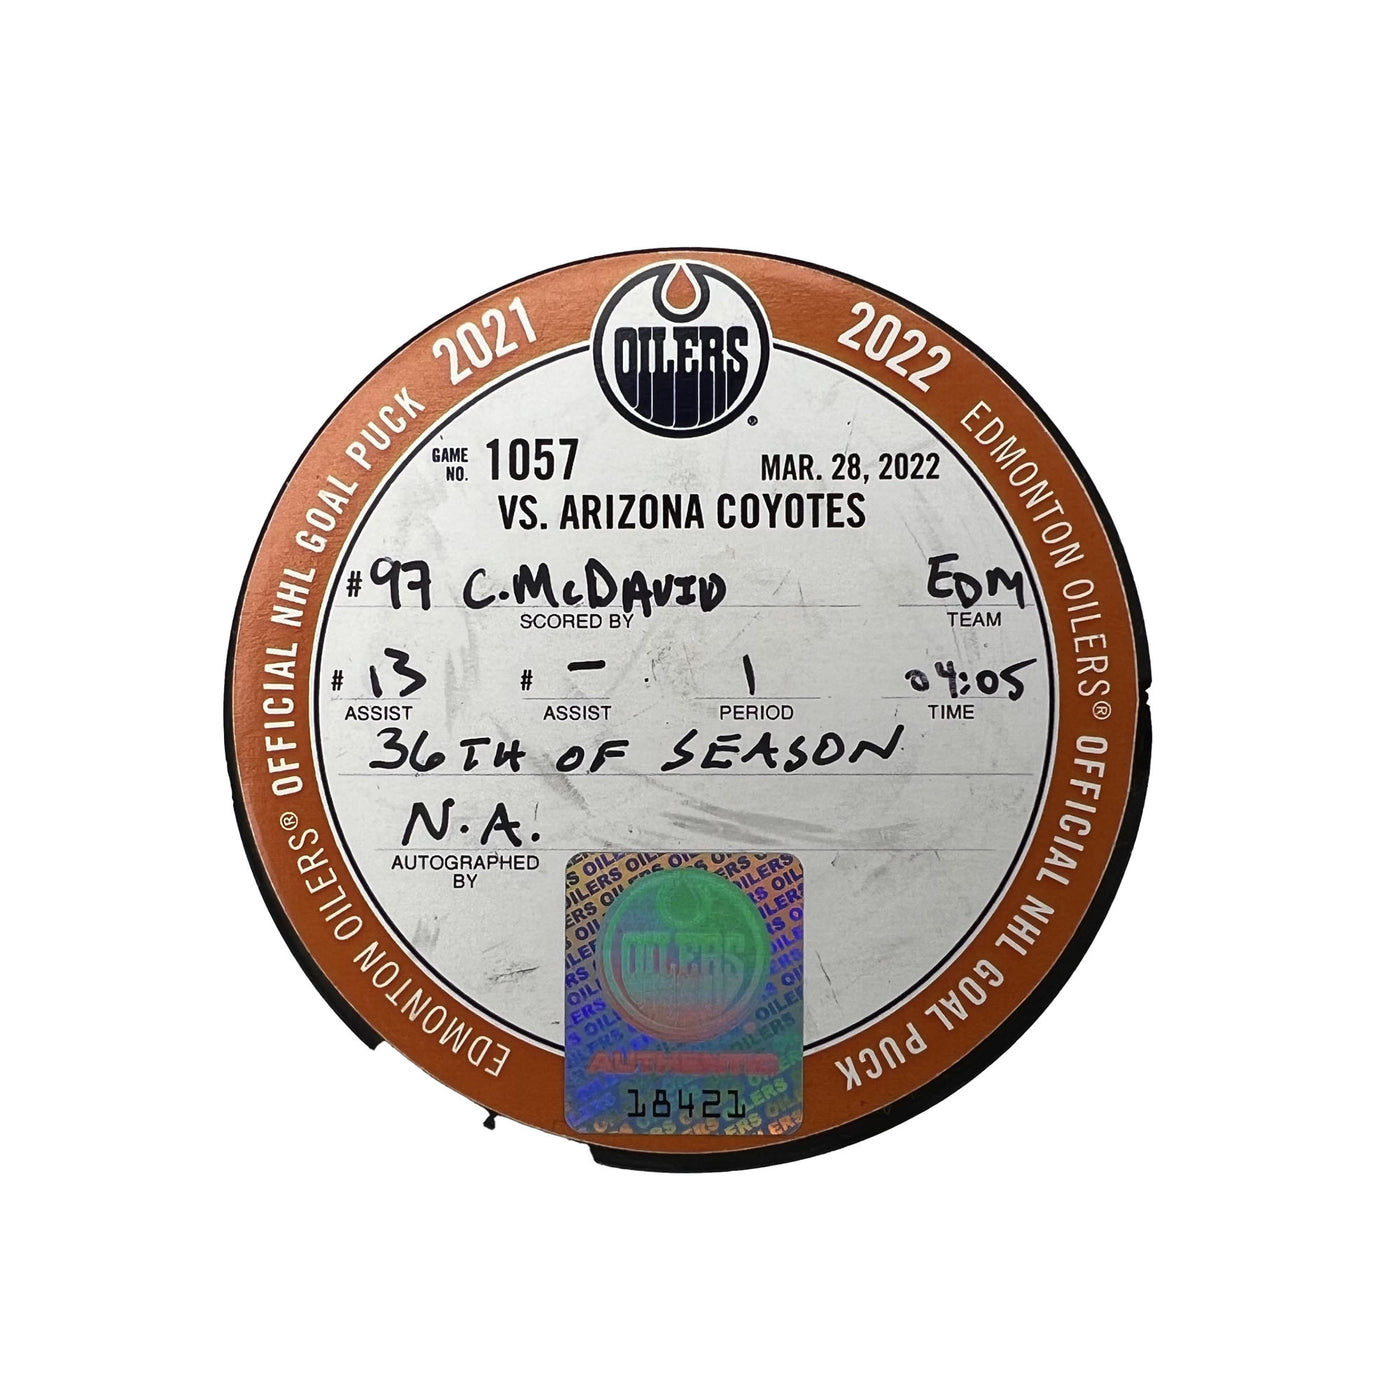 EDMONTON OILERS® OFFICIAL NHL GOAL PUCK 2021
2022 EDMONTON OILERS® OFFICIAL NHL GOAL PUCK
OILERS ®
GAME NO. 1057 MAR. 28, 2022
VS. ARIZONA COYOTES
#97 C. McDAVID EDM
SCORED BY TEAM
#13 #- 1 04:05
ASSIST ASSIST PERIOD TIME
36TH OF SEASON
N.A.
AUTOGRAPHED
BY
OILERS
AUTHENTIC
18421